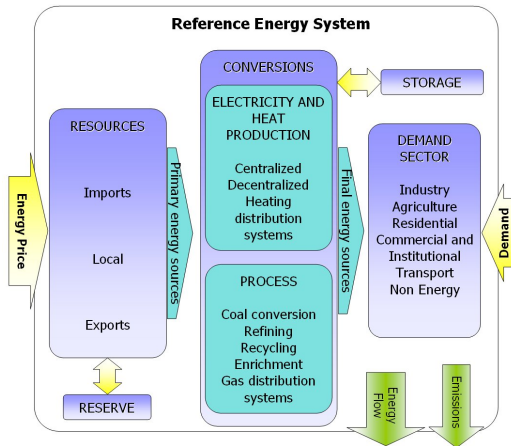 Reference Energy System
Energy Price
RESOURCES
Imports
Local
Exports
RESERVE
Primary energy sources
CONVERSIONS
ELECTRICITY AND
HEAT
PRODUCTION
Centralized
Decentralized
Heating
distribution
systems
PROCESS
Coal conversion
Refining
Recycling
Enrichment
Gas distribution
systems
Final energy sources
STORAGE
DEMAND
SECTOR
Industry
Agriculture
Residential
Commercial and
Institutional
Transport
Non Energy
Demand
Energy
Flow
Emissions